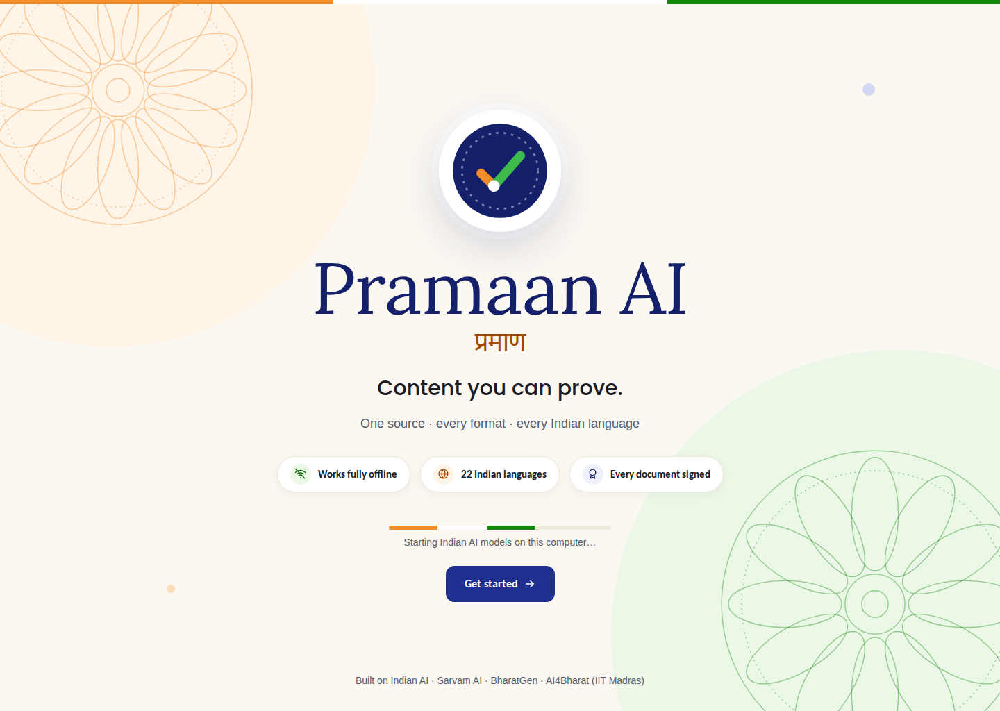 Pramaan AI
प्रमाण
Content you can prove.
One source · every format · every Indian language
Works fully offline
22 Indian languages
Every document signed
Starting Indian AI models on this computer…
Get started →
Built on Indian AI · Sarvam AI · BharatGen · AI4Bharat (IIT Madras)